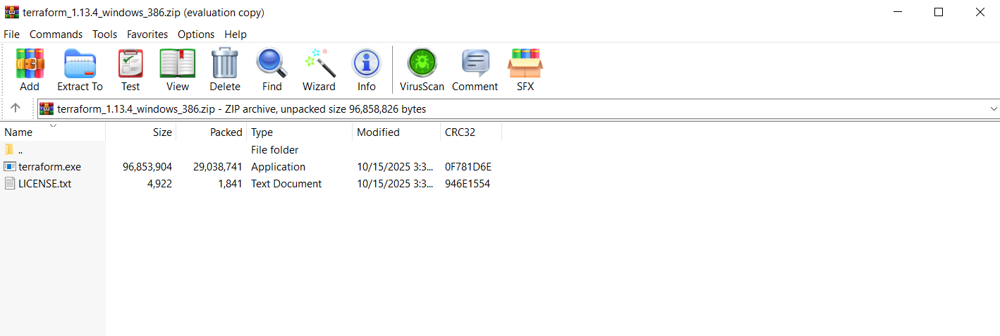 terraform_1.13.4_windows_386.zip (evaluation copy)
File Commands Tools Favorites Options Help
Add Extract To Test View Delete Find Wizard Info VirusScan Comment SFX
terraform_1.13.4_windows_386.zip - ZIP archive, unpacked size 96,858,826 bytes
Name Size Packed Type Modified CRC32
.. File folder
terraform.exe 96,853,904 29,038,741 Application 10/15/2025 3:3... 0F781D6E
LICENSE.txt 4,922 1,841 Text Document 10/15/2025 3:3... 946E1554